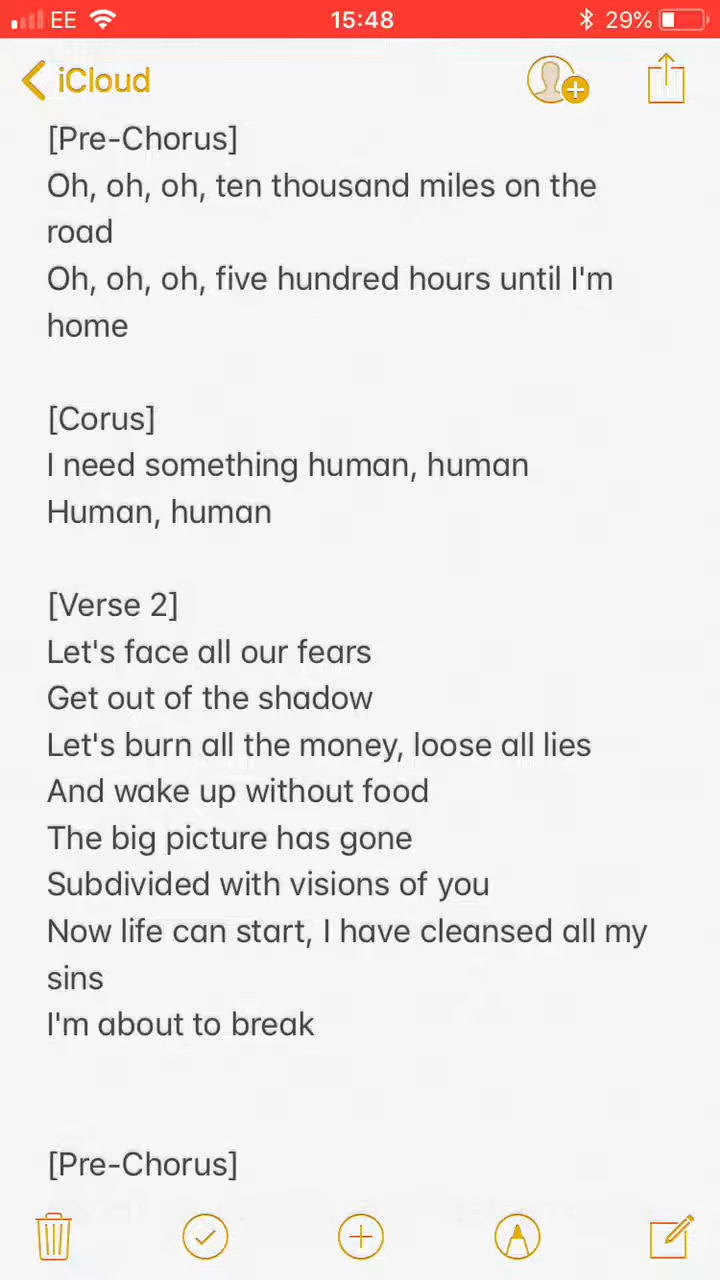 EE 15:48 29%
iCloud
[Pre-Chorus]
Oh, oh, oh, ten thousand miles on the
road
Oh, oh, oh, five hundred hours until I'm
home
[Corus]
I need something human, human
Human, human
[Verse 2]
Let's face all our fears
Get out of the shadow
Let's burn all the money, loose all lies
And wake up without food
The big picture has gone
Subdivided with visions of you
Now life can start, I have cleansed all my
sins
I'm about to break
[Pre-Chorus]